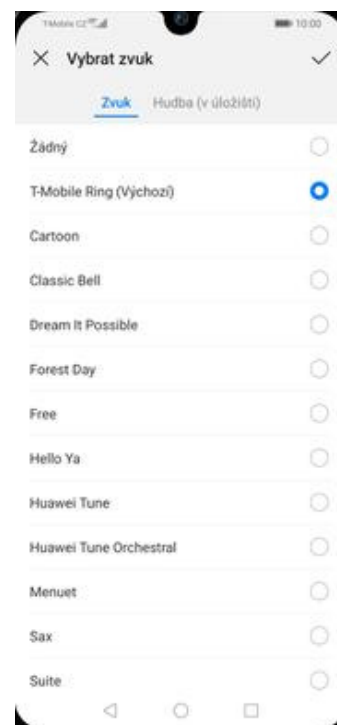 T-Mobile CZ
10:00
Vybrat zvuk
Zvuk Hudba (v úložišti)
Žádný
T-Mobile Ring (Výchozí)
Cartoon
Classic Bell
Dream It Possible
Forest Day
Free
Hello Ya
Huawei Tune
Huawei Tune Orchestral
Menuet
Sax
Suite